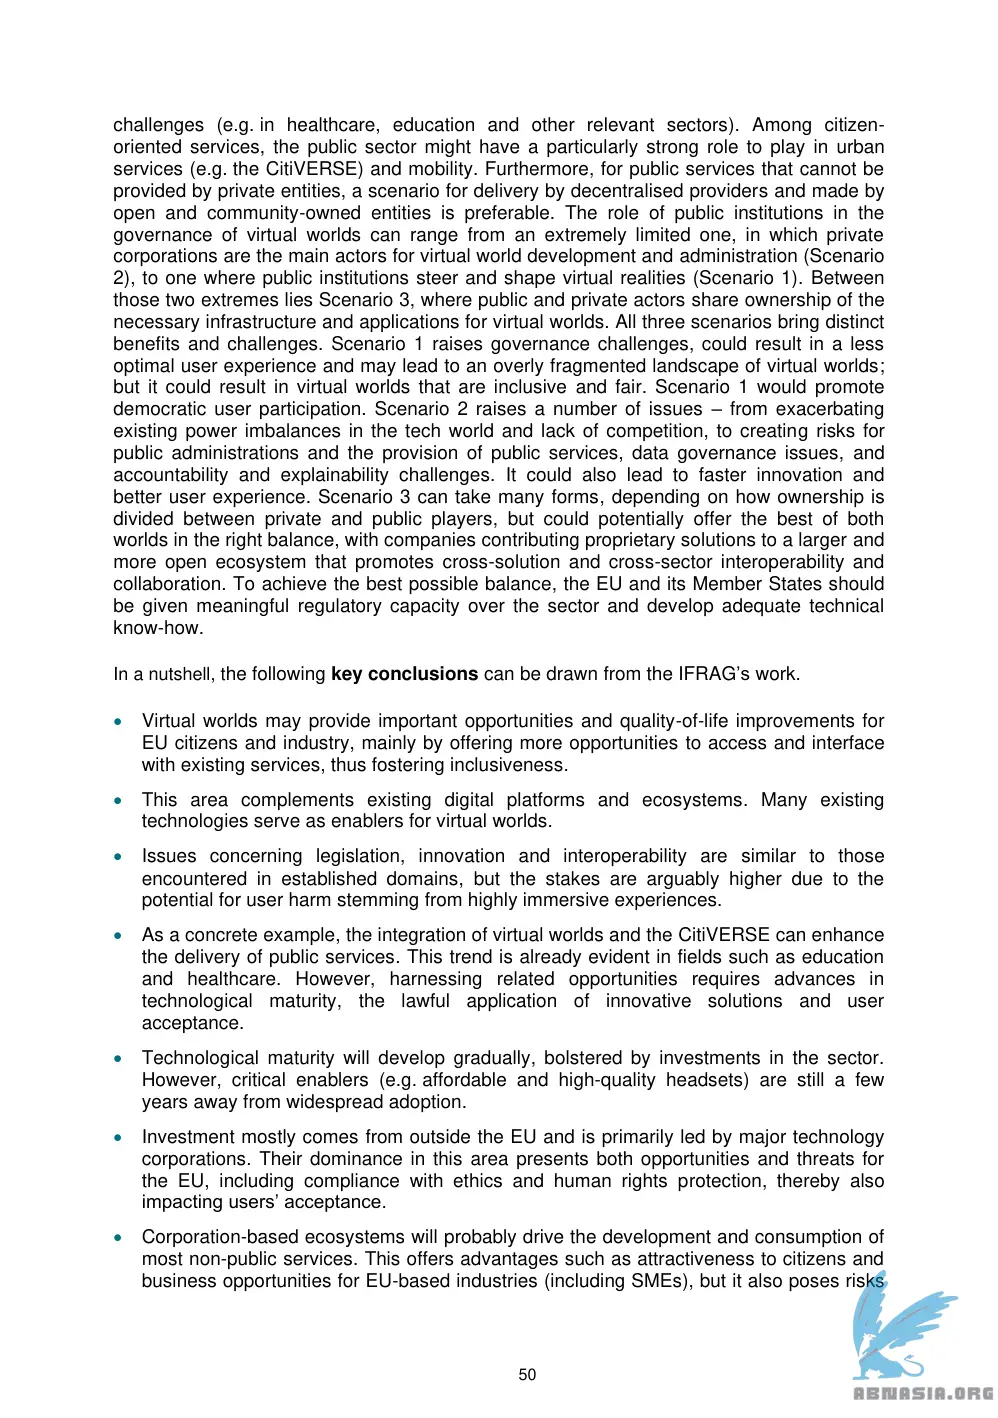 challenges (e.g. in healthcare, education and other relevant sectors). Among citizen-
oriented services, the public sector might have a particularly strong role to play in urban
services (e.g. the CitiVERSE) and mobility. Furthermore, for public services that cannot be
provided by private entities, a scenario for delivery by decentralised providers and made by
open and community-owned entities is preferable. The role of public institutions in the
governance of virtual worlds can range from an extremely limited one, in which private
corporations are the main actors for virtual world development and administration (Scenario
2), to one where public institutions steer and shape virtual realities (Scenario 1). Between
those two extremes lies Scenario 3, where public and private actors share ownership of the
necessary infrastructure and applications for virtual worlds. All three scenarios bring distinct
benefits and challenges. Scenario 1 raises governance challenges, could result in a less
optimal user experience and may lead to an overly fragmented landscape of virtual worlds;
but it could result in virtual worlds that are inclusive and fair. Scenario 1 would promote
democratic user participation. Scenario 2 raises a number of issues – from exacerbating
existing power imbalances in the tech world and lack of competition, to creating risks for
public administrations and the provision of public services, data governance issues, and
accountability and explainability challenges. It could also lead to faster innovation and
better user experience. Scenario 3 can take many forms, depending on how ownership is
divided between private and public players, but could potentially offer the best of both
worlds in the right balance, with companies contributing proprietary solutions to a larger and
more open ecosystem that promotes cross-solution and cross-sector interoperability and
collaboration. To achieve the best possible balance, the EU and its Member States should
be given meaningful regulatory capacity over the sector and develop adequate technical
know-how.
In a nutshell, the following key conclusions can be drawn from the IFRAG's work.
• Virtual worlds may provide important opportunities and quality-of-life improvements for
EU citizens and industry, mainly by offering more opportunities to access and interface
with existing services, thus fostering inclusiveness.
• This area complements existing digital platforms and ecosystems. Many existing
technologies serve as enablers for virtual worlds.
• Issues concerning legislation, innovation and interoperability are similar to those
encountered in established domains, but the stakes are arguably higher due to the
potential for user harm stemming from highly immersive experiences.
• As a concrete example, the integration of virtual worlds and the CitiVERSE can enhance
the delivery of public services. This trend is already evident in fields such as education
and healthcare. However, harnessing related opportunities requires advances in
technological maturity, the lawful application of innovative solutions and user
acceptance.
• Technological maturity will develop gradually, bolstered by investments in the sector.
However, critical enablers (e.g. affordable and high-quality headsets) are still a few
years away from widespread adoption.
• Investment mostly comes from outside the EU and is primarily led by major technology
corporations. Their dominance in this area presents both opportunities and threats for
the EU, including compliance with ethics and human rights protection, thereby also
impacting users' acceptance.
• Corporation-based ecosystems will probably drive the development and consumption of
most non-public services. This offers advantages such as attractiveness to citizens and
business opportunities for EU-based industries (including SMEs), but it also poses risks
50
ABNASIA.ORG